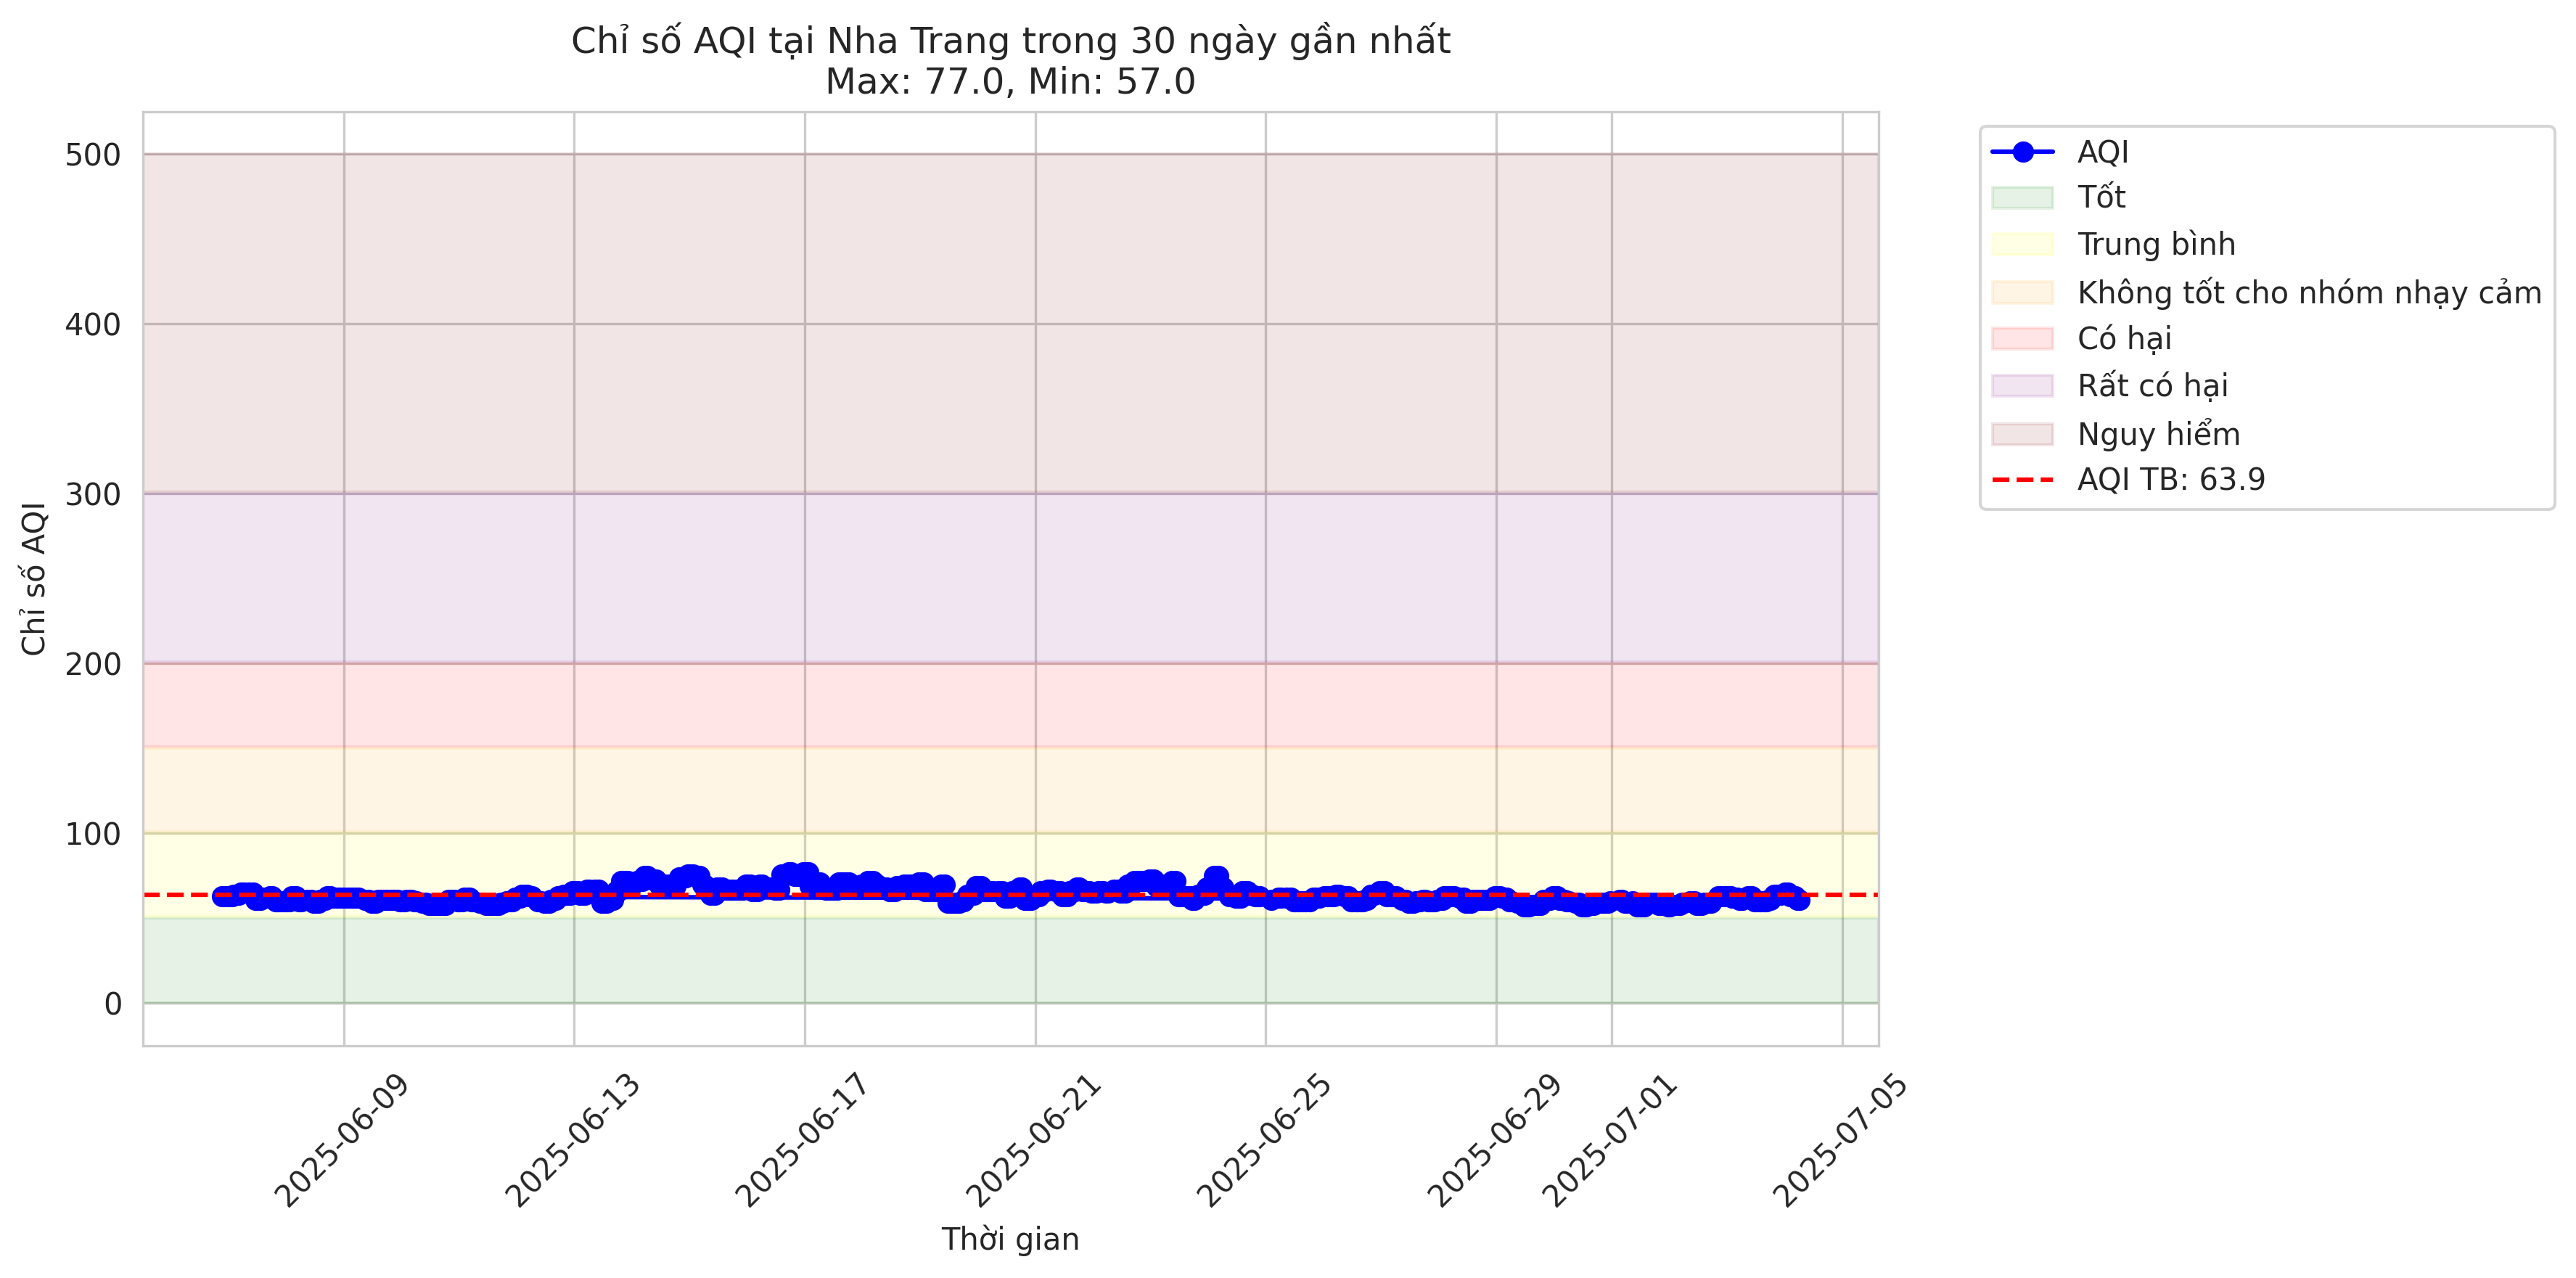 Chỉ số AQI tại Nha Trang trong 30 ngày gần nhất
Max: 77.0, Min: 57.0
Chỉ số AQI
500
400
300
200
100
0
2025-06-09
2025-06-13
2025-06-17
2025-06-21
2025-06-25
2025-06-29
2025-07-01
2025-07-05
Thời gian
AQI
Tốt
Trung bình
Không tốt cho nhóm nhạy cảm
Có hại
Rất có hại
Nguy hiểm
AQI TB: 63.9